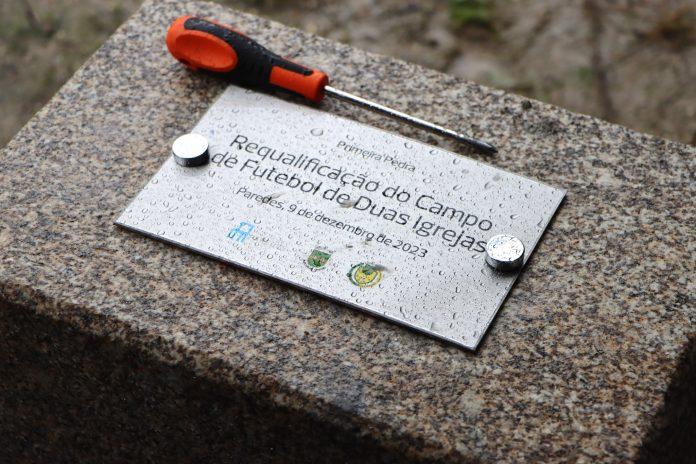 Primeira Pedra
Requalificação do Campo
de Futebol de Duas Igrejas
Paredes, 9 de dezembro de 2023